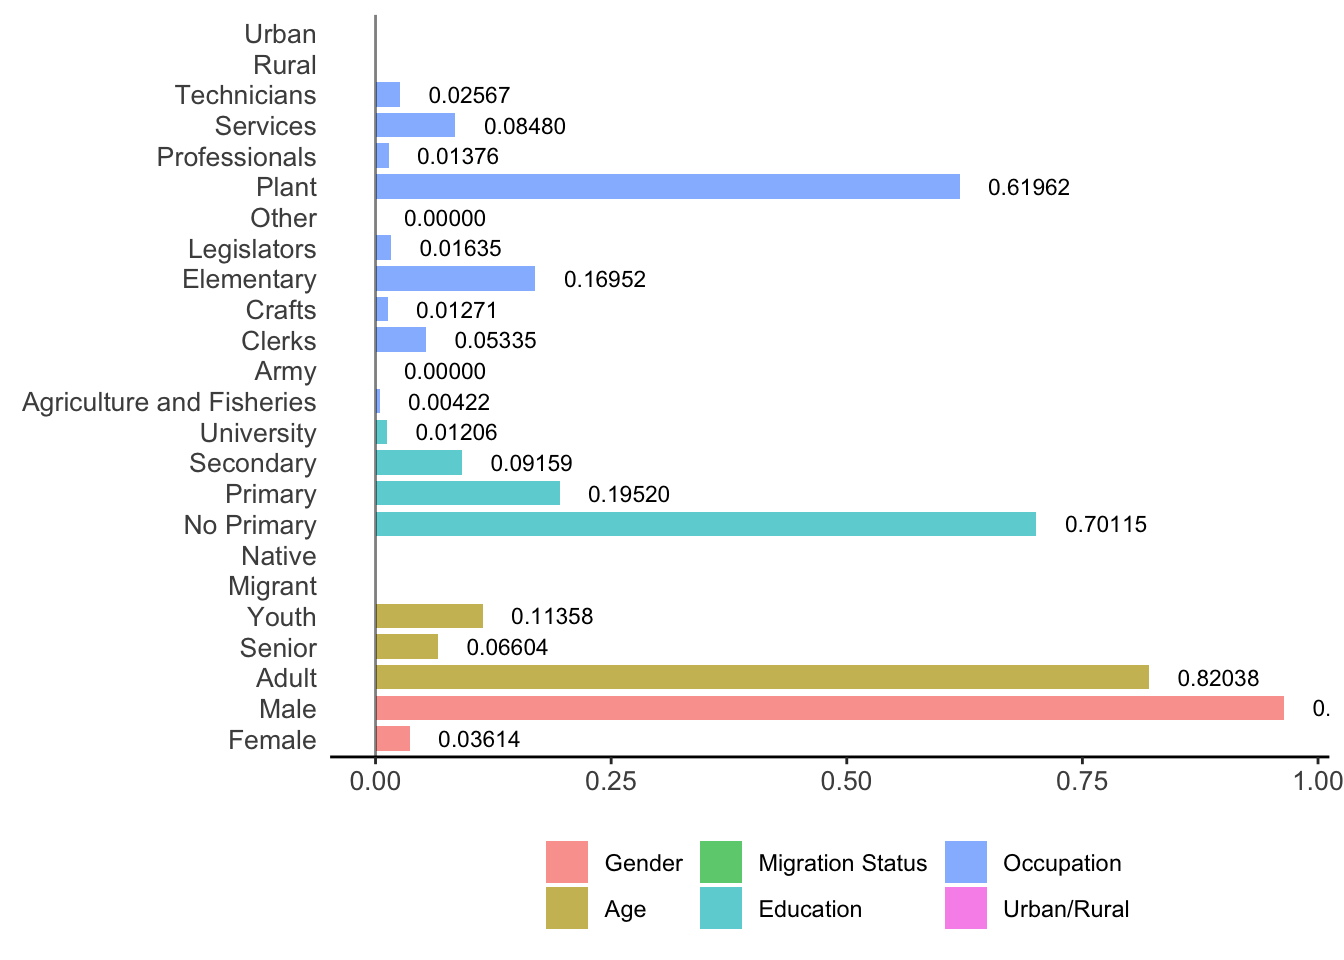 Urban
Rural
Technicians 0.02567
Services 0.08480
Professionals 0.01376
Plant 0.61962
Other 0.00000
Legislators 0.01635
Elementary 0.16952
Crafts 0.01271
Clerks 0.05335
Army 0.00000
Agriculture and Fisheries 0.00422
University 0.01206
Secondary 0.09159
Primary 0.19520
No Primary 0.70115
Native
Migrant
Youth 0.11358
Senior 0.06604
Adult 0.82038
Male 0.
Female 0.03614
0.00 0.25 0.50 0.75 1.00
Gender Migration Status Occupation
Age Education Urban/Rural